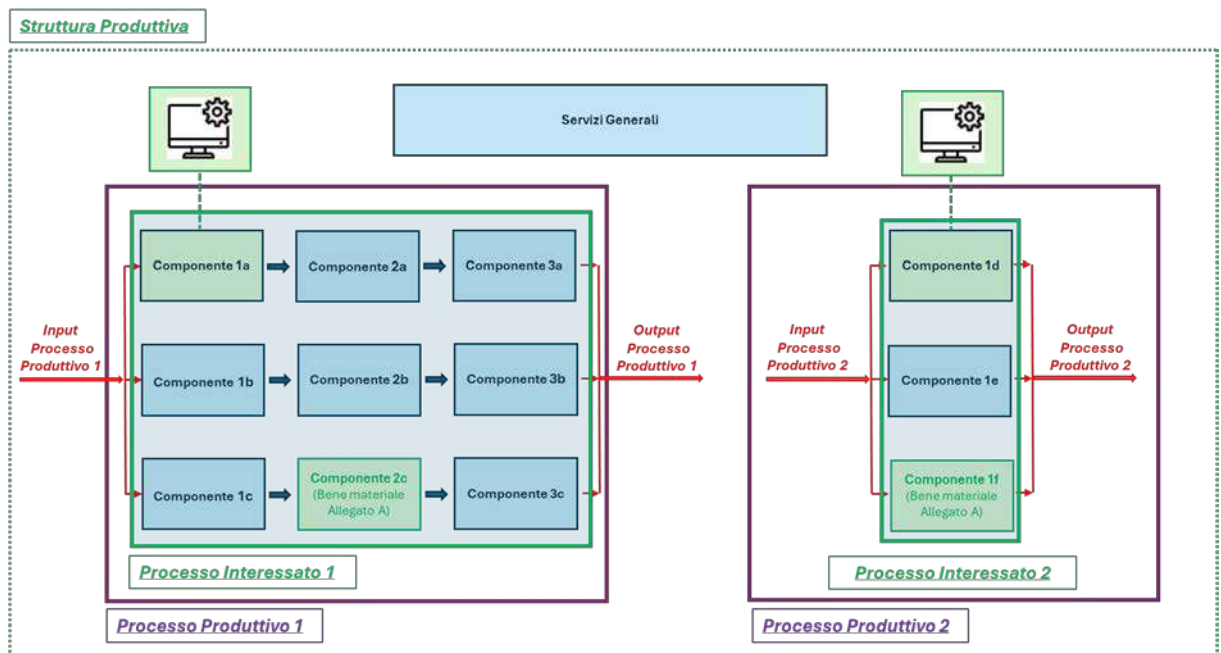 Struttura Produttiva
Servizi Generali
Componente 1a
Componente 2a
Componente 3a
Input
Processo
Produttivo 1
Componente 1b
Componente 2b
Componente 3b
Output
Processo
Produttivo 1
Componente 1c
Componente 2c
(Bene materiale
Allegato A)
Componente 3c
Processo Interessato 1
Processo Produttivo 1
Componente 1d
Input
Processo
Produttivo 2
Componente 1e
Output
Processo
Produttivo 2
Componente 1f
(Bene materiale
Allegato A)
Processo Interessato 2
Processo Produttivo 2